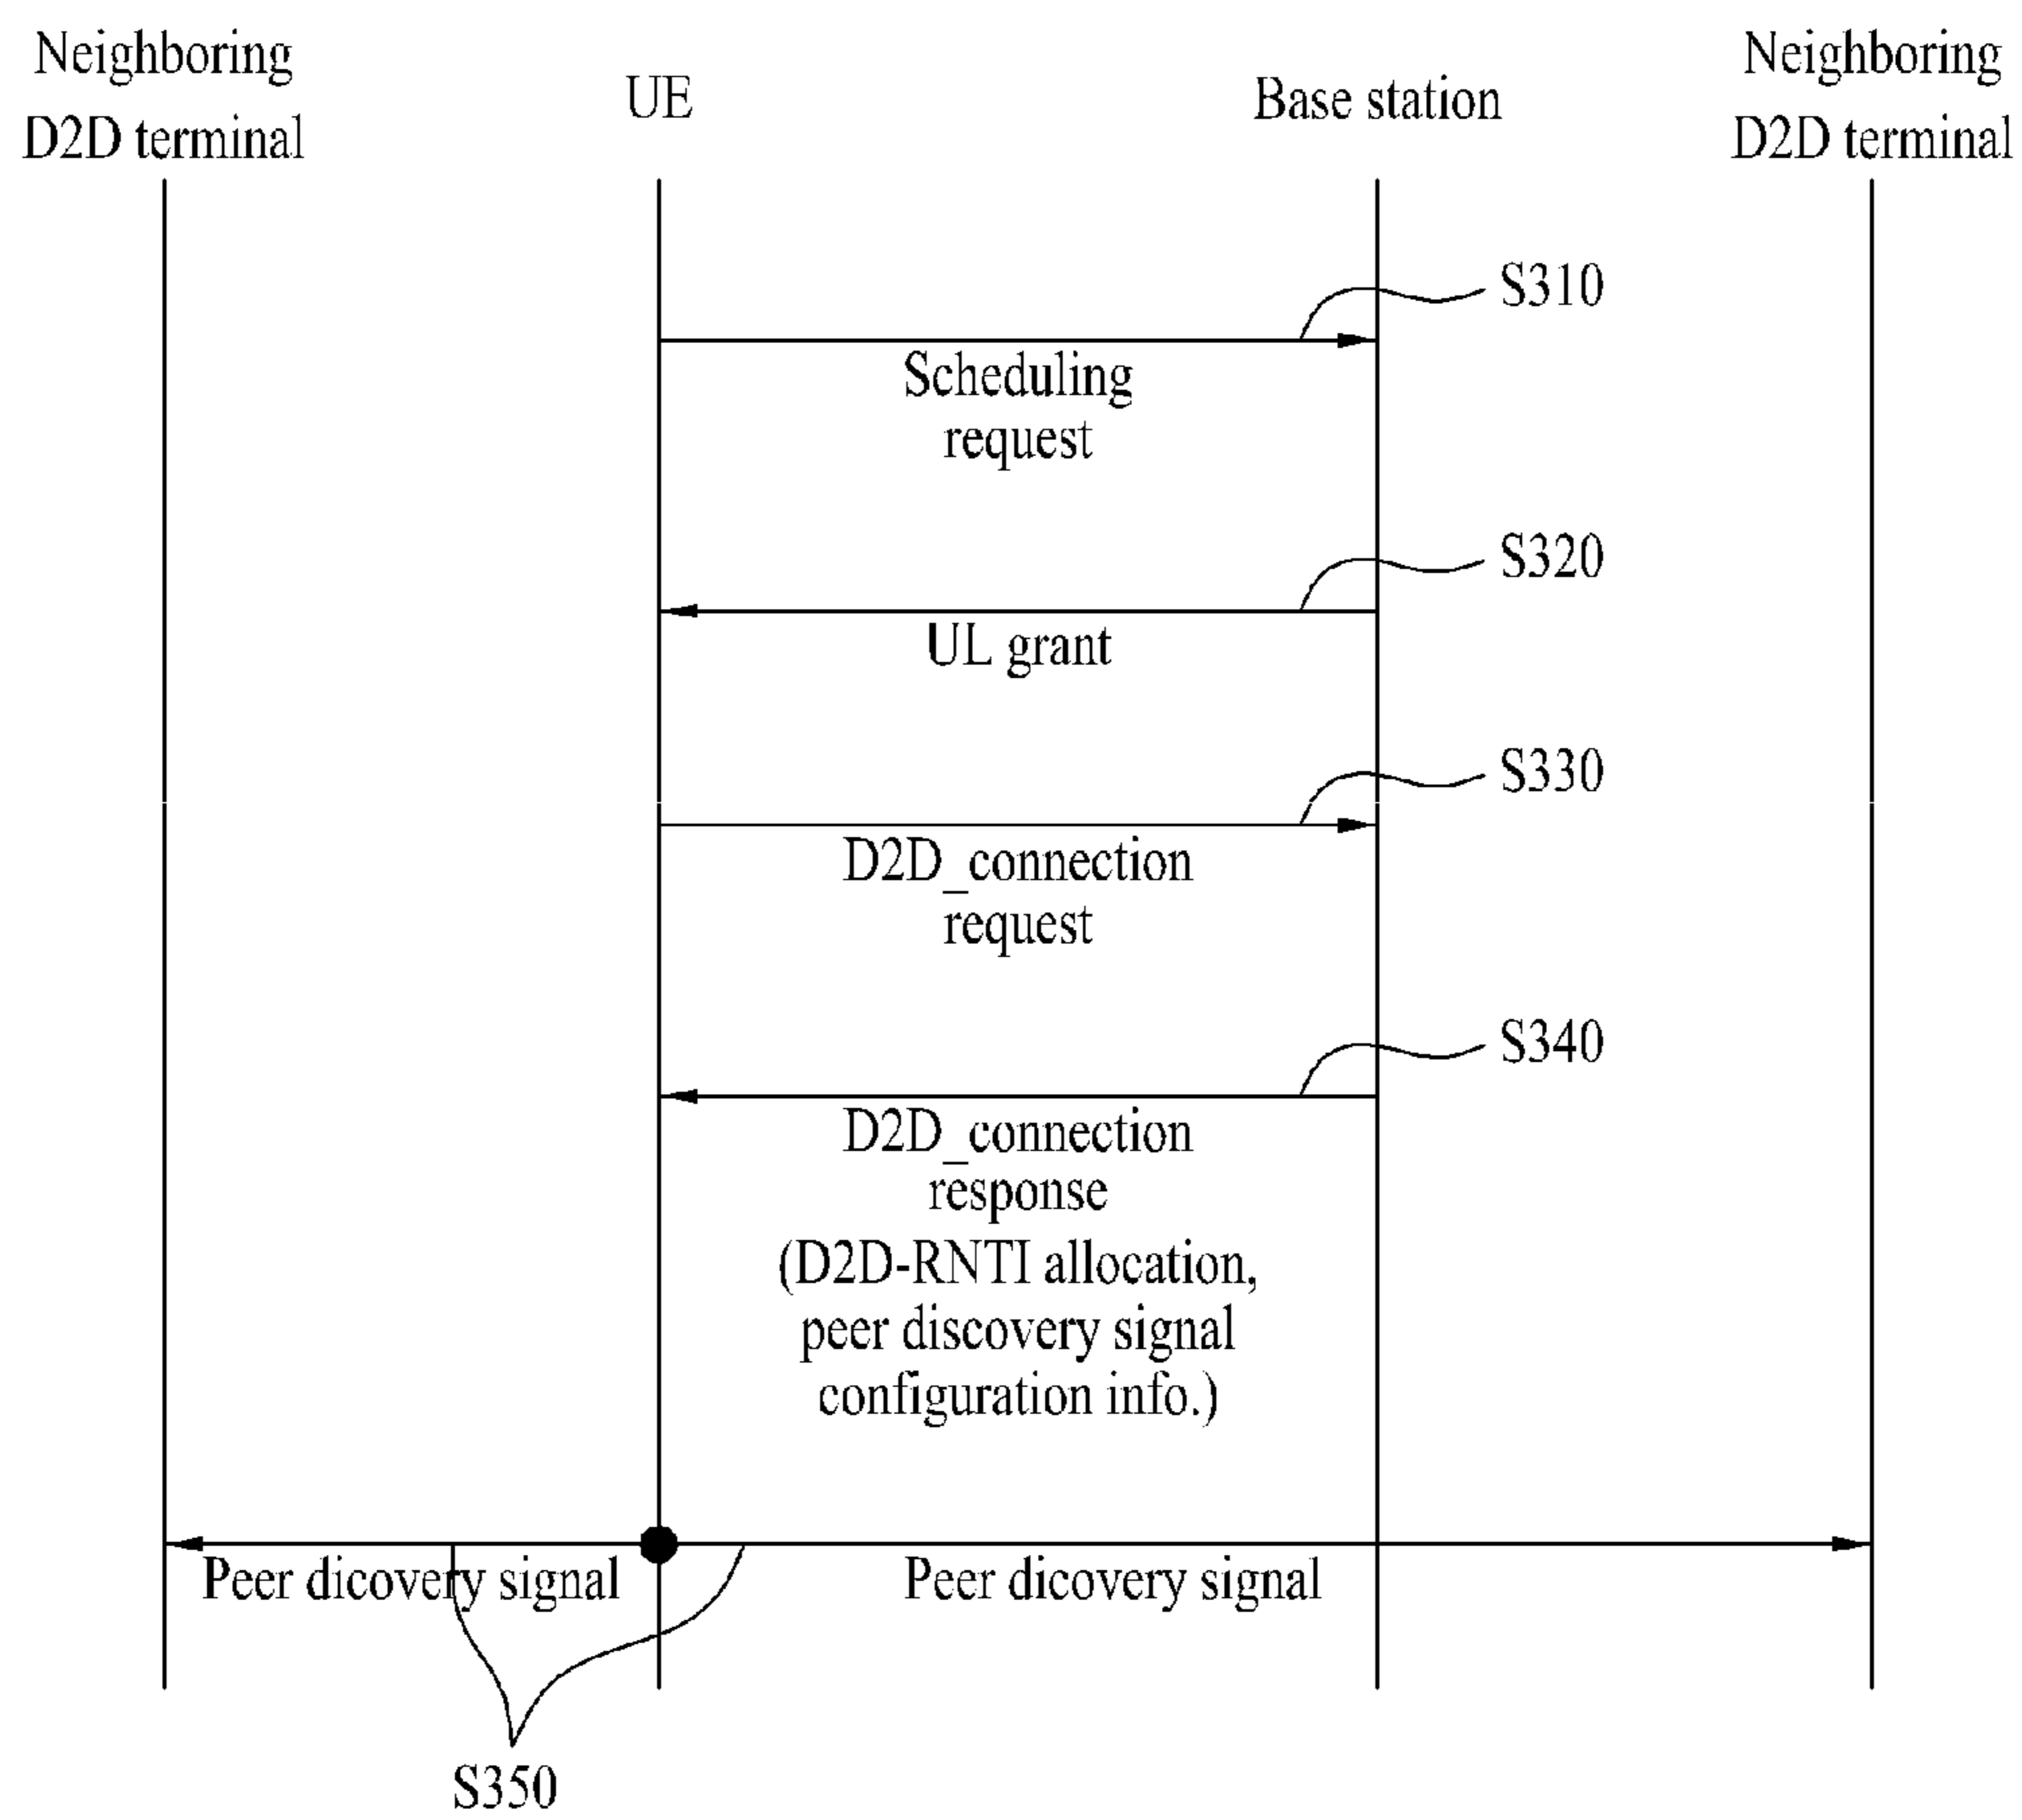 Neighboring
D2D terminal
UE
Base station
Neighboring
D2D terminal
S310
Scheduling
request
S320
UL grant
S330
D2D_connection
request
S340
D2D_connection
response
(D2D-RNTI allocation,
peer discovery signal
configuration info.)
Peer dicovery signal
Peer dicovery signal
S350